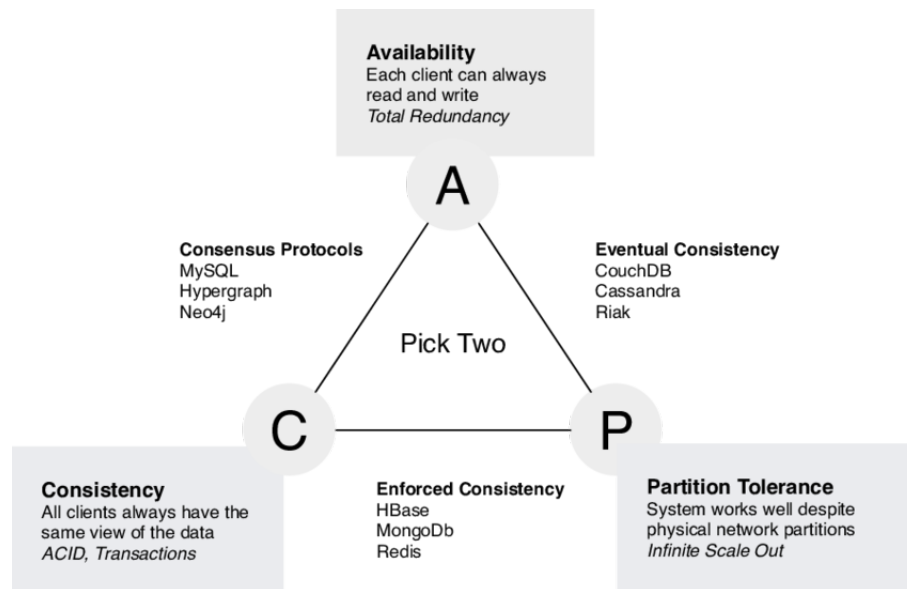 Availability
Each client can always
read and write
Total Redundancy
A
Consensus Protocols
MySQL
Hypergraph
Neo4j
Eventual Consistency
CouchDB
Cassandra
Riak
Pick Two
C
P
Consistency
All clients always have the
same view of the data
ACID, Transactions
Enforced Consistency
HBase
MongoDb
Redis
Partition Tolerance
System works well despite
physical network partitions
Infinite Scale Out